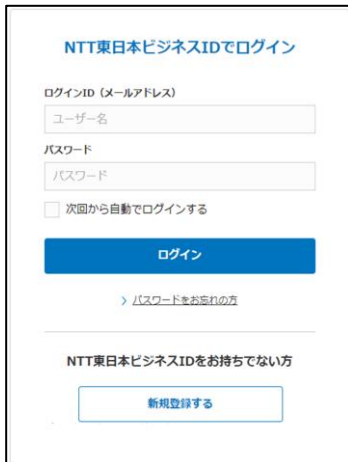 NTT東日本ビジネスIDでログイン
ログインID（メールアドレス）
ユーザー名
パスワード
パスワード
次回から自動でログインする
ログイン
> パスワードをお忘れの方
NTT東日本ビジネスIDをお持ちでない方
新規登録する